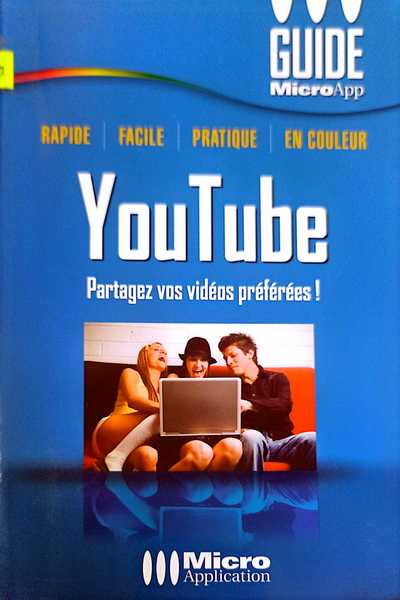 GUIDE
MicroApp
RAPIDE FACILE PRATIQUE EN COULEUR
YouTube
Partagez vos vidéos préférées !
Micro
Application